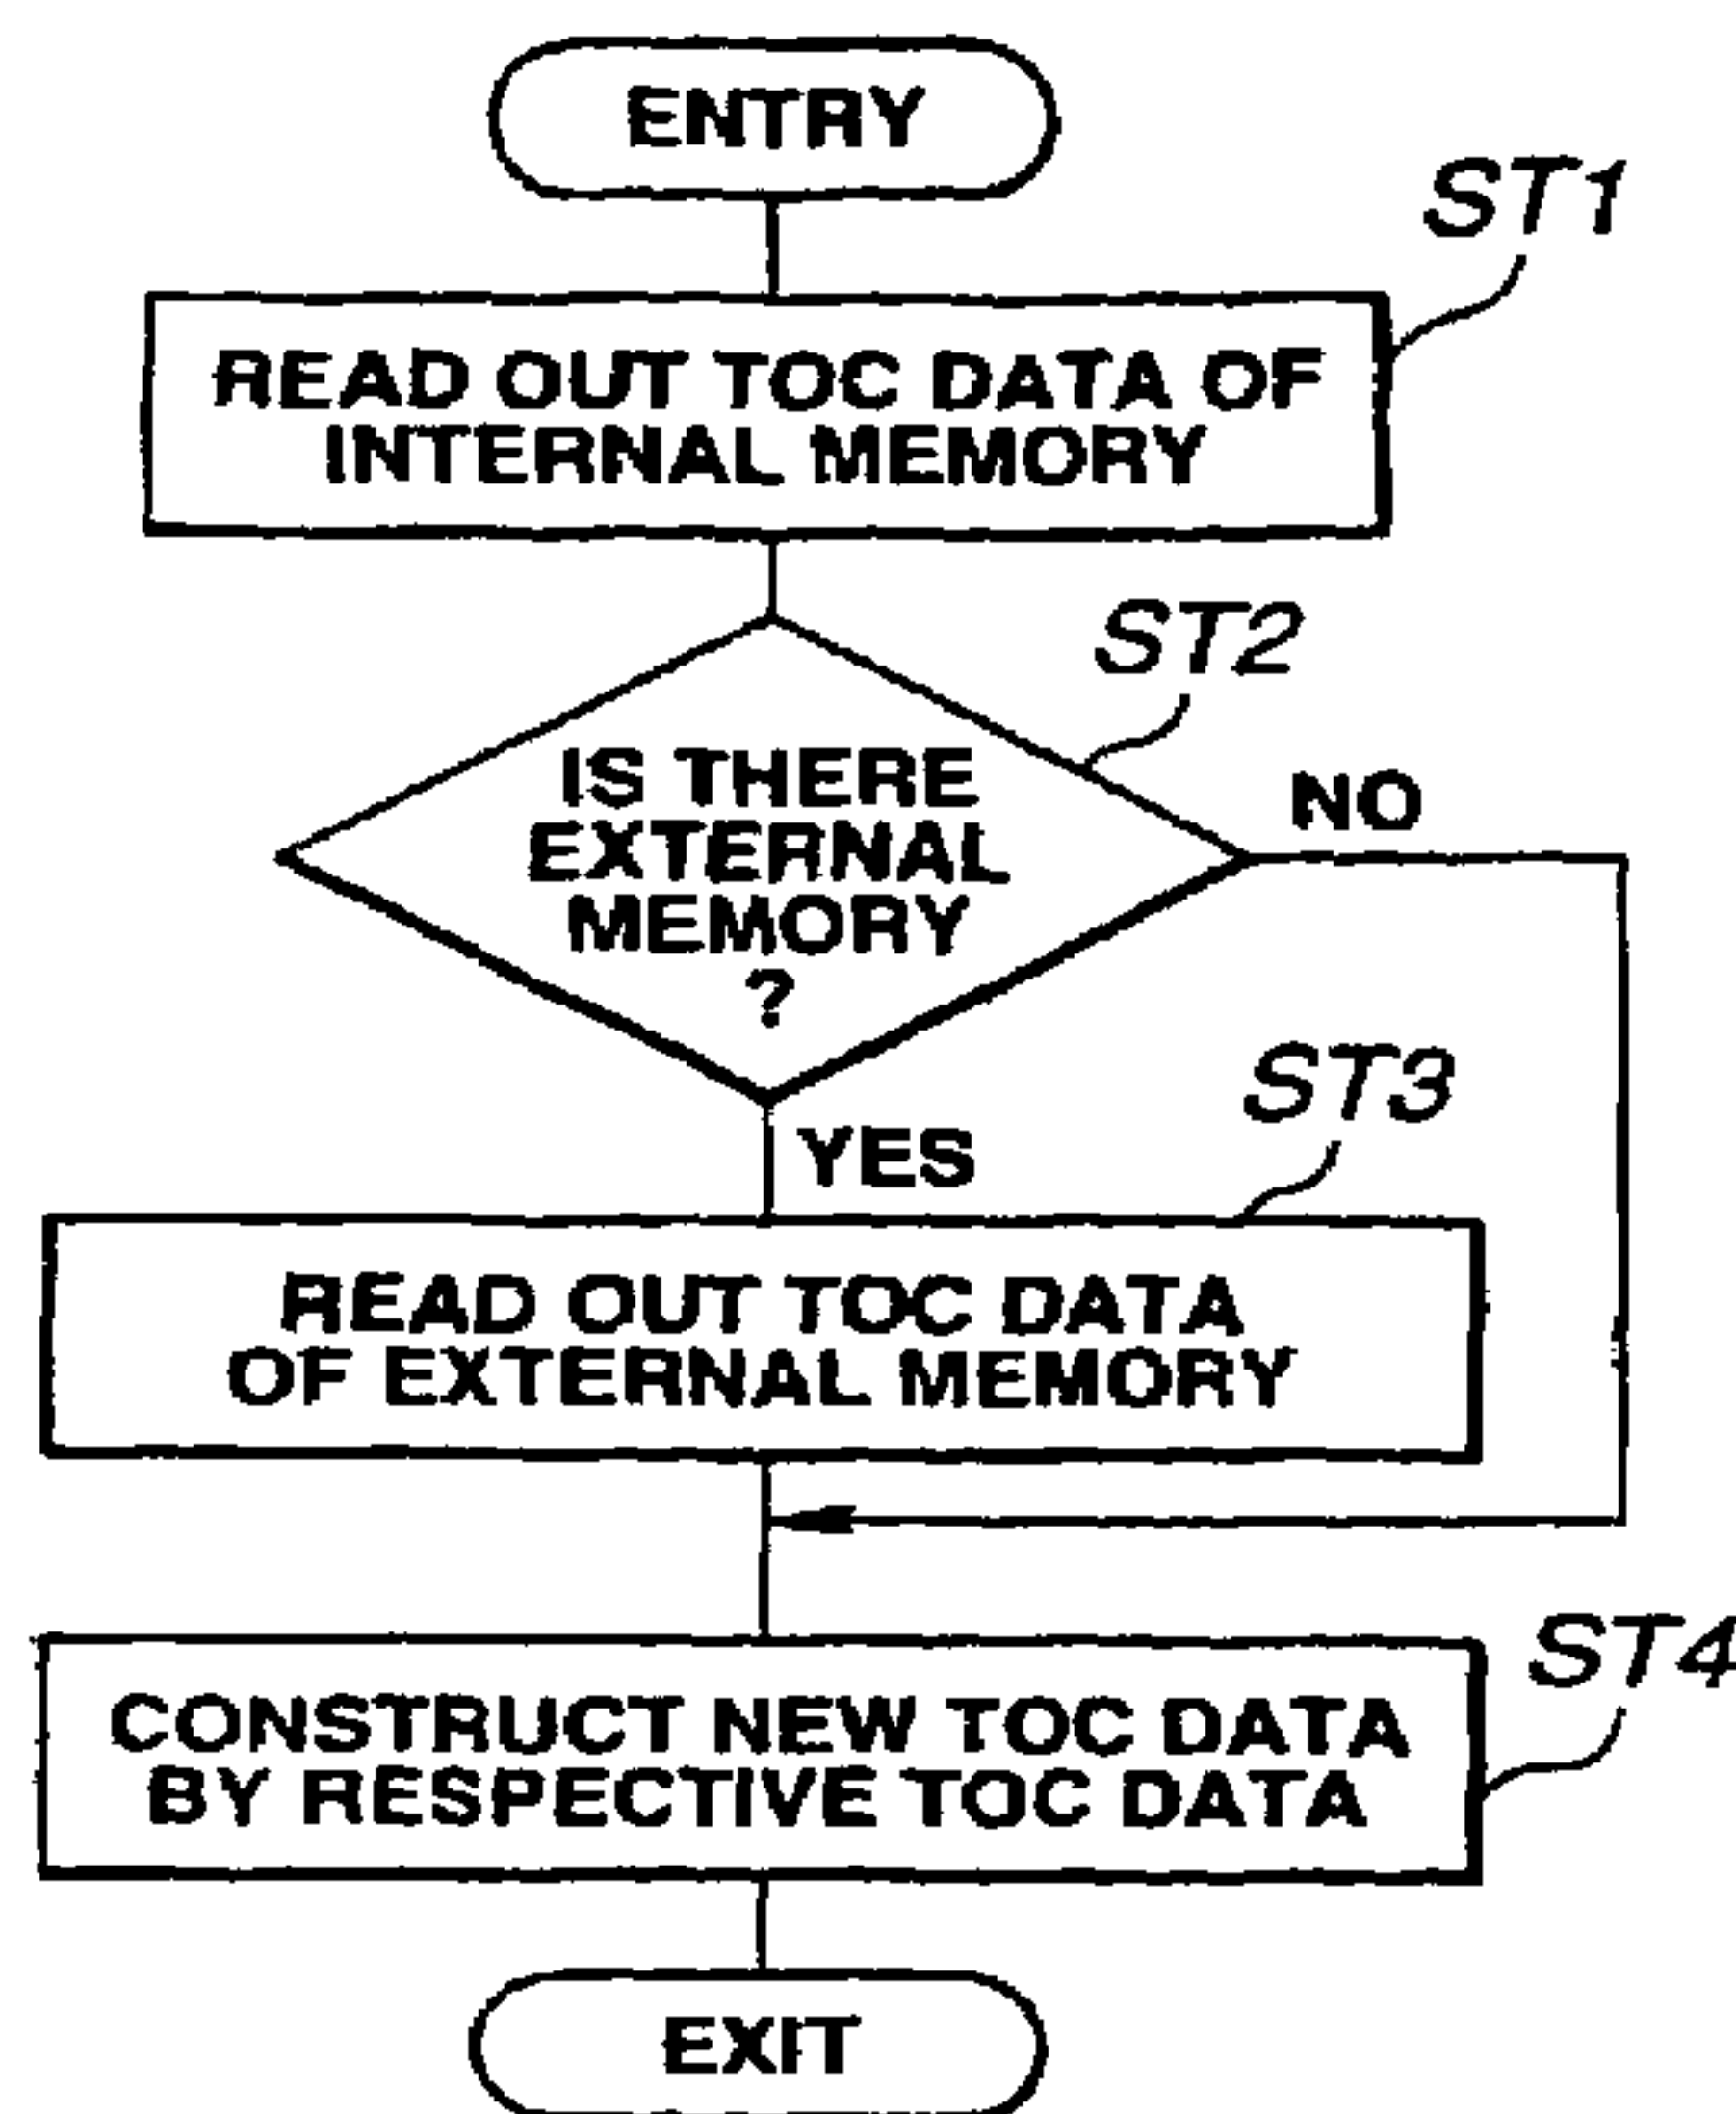 ENTRY
ST1
READ OUT TOC DATA OF
INTERNAL MEMORY
ST2
IS THERE
EXTERNAL
MEMORY
?
NO
YES
ST3
READ OUT TOC DATA
OF EXTERNAL MEMORY
ST4
CONSTRUCT NEW TOC DATA
BY RESPECTIVE TOC DATA
EXIT